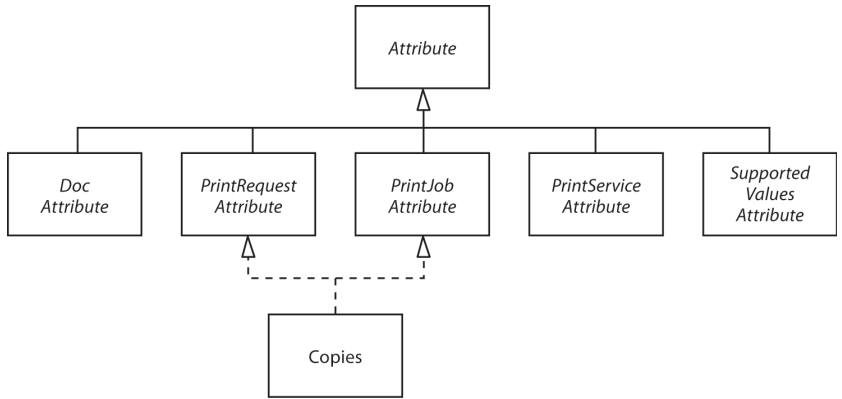 Attribute
Doc
Attribute
PrintRequest
Attribute
PrintJob
Attribute
PrintService
Attribute
Supported
Values
Attribute
Copies